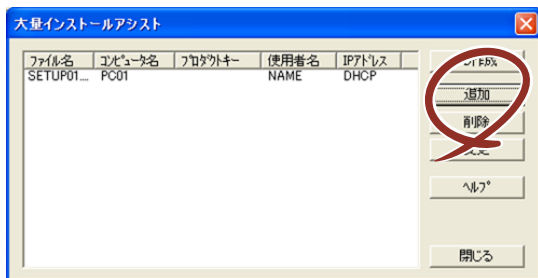 大量インストールアシスト
ファイル名 コンピュータ名 プロダクトキー 使用者名 IPアドレス
SETUP01... PC01 NAME DHCP
追加
削除
ヘルプ
閉じる